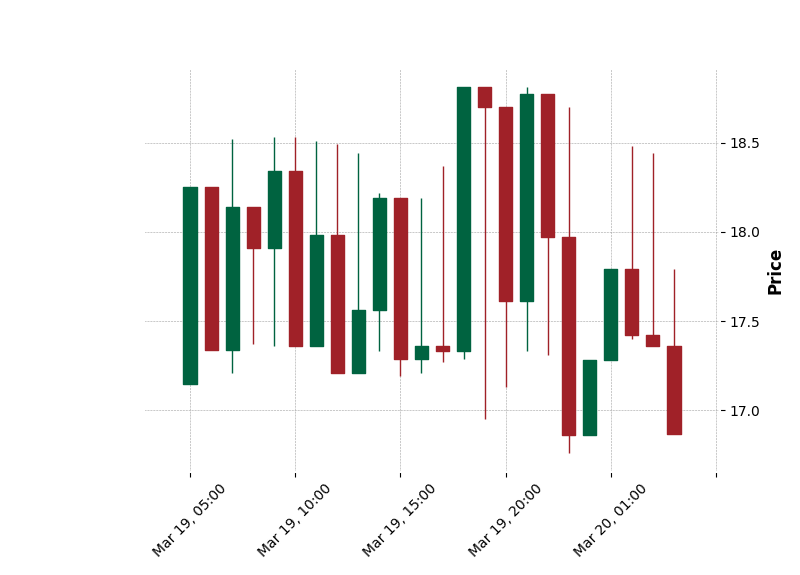 18.5
18.0
17.5
17.0
Price
Mar 19, 05:00
Mar 19, 10:00
Mar 19, 15:00
Mar 19, 20:00
Mar 20, 01:00